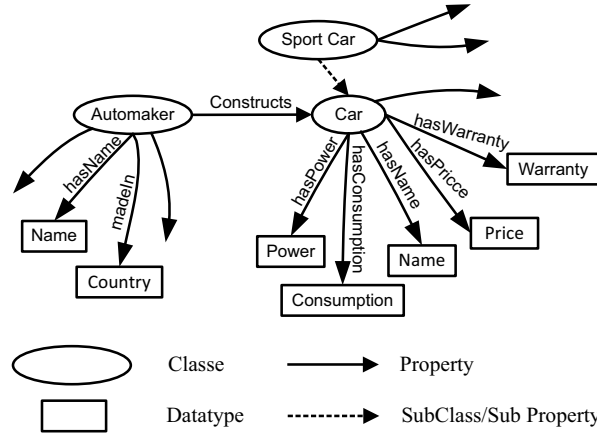 Sport Car
Automaker
Constructs
Car
hasName
madeIn
hasPower
hasConsumption
hasName
hasPricce
hasWarranty
Warranty
Name
Country
Power
Consumption
Name
Price
Classe
Property
Datatype
SubClass/Sub Property